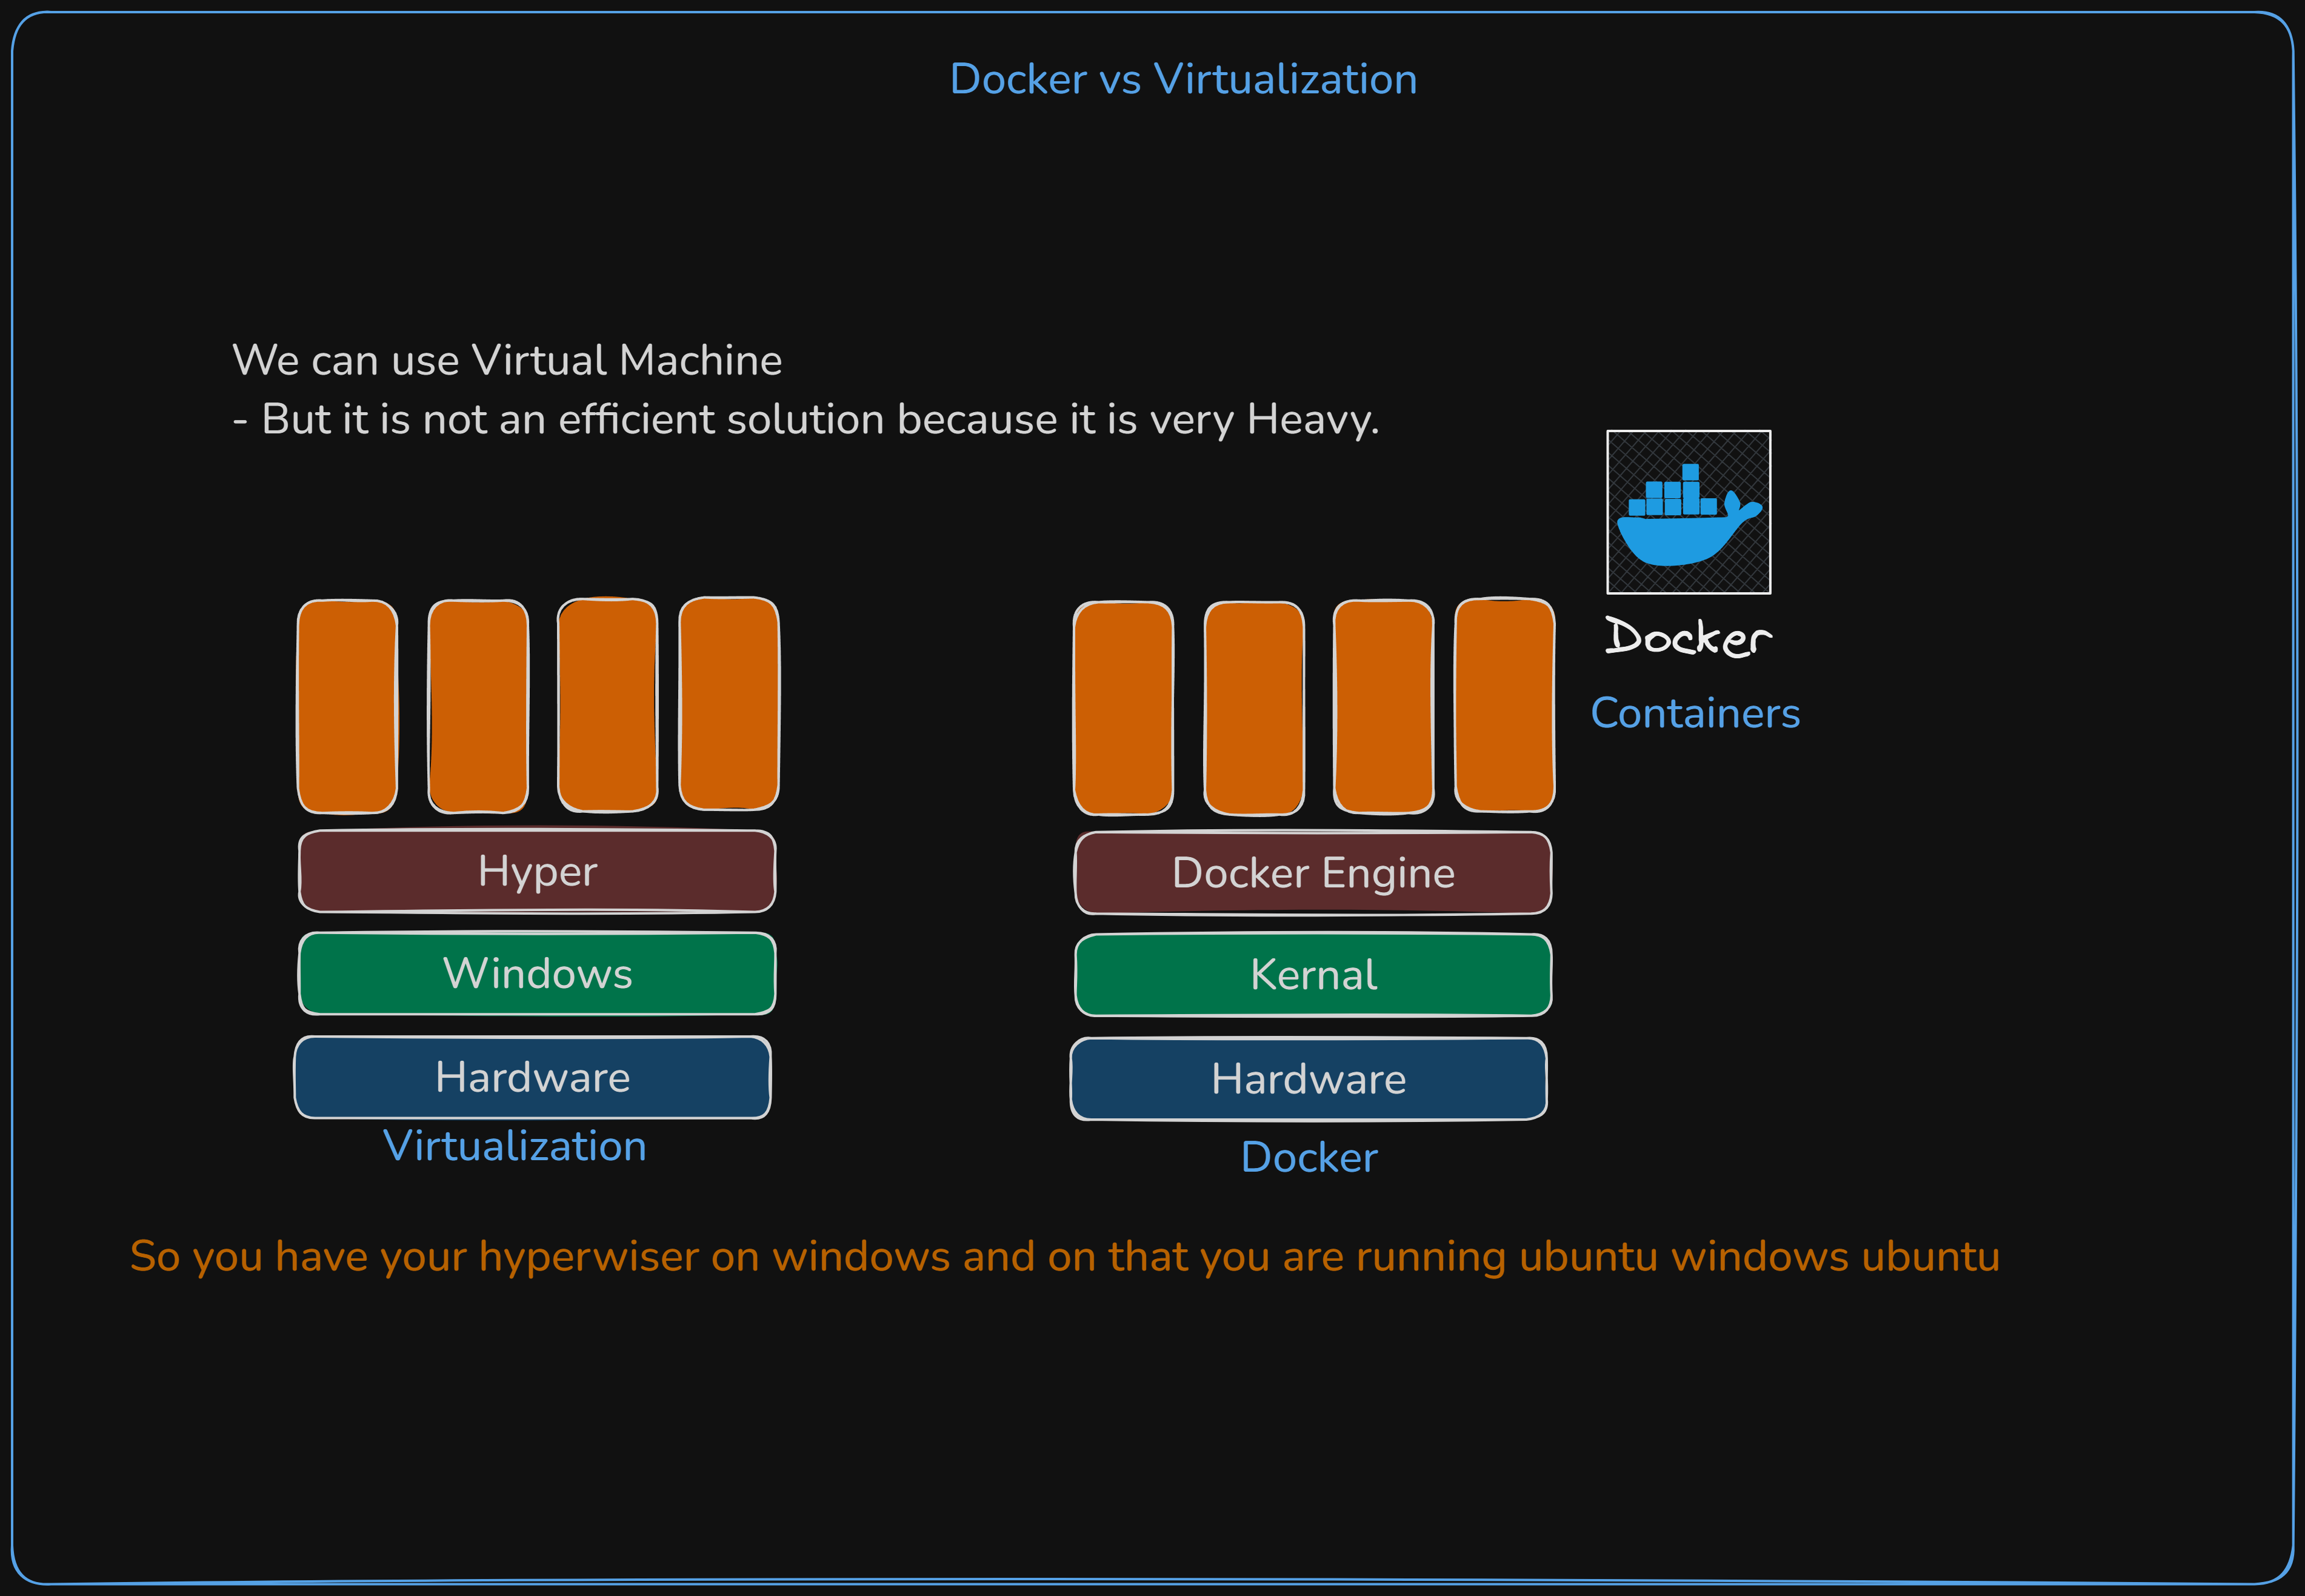 Docker vs Virtualization
We can use Virtual Machine
- But it is not an efficient solution because it is very Heavy.
Docker
Containers
Hyper
Windows
Hardware
Virtualization
Docker Engine
Kernal
Hardware
Docker
So you have your hyperwiser on windows and on that you are running ubuntu windows ubuntu